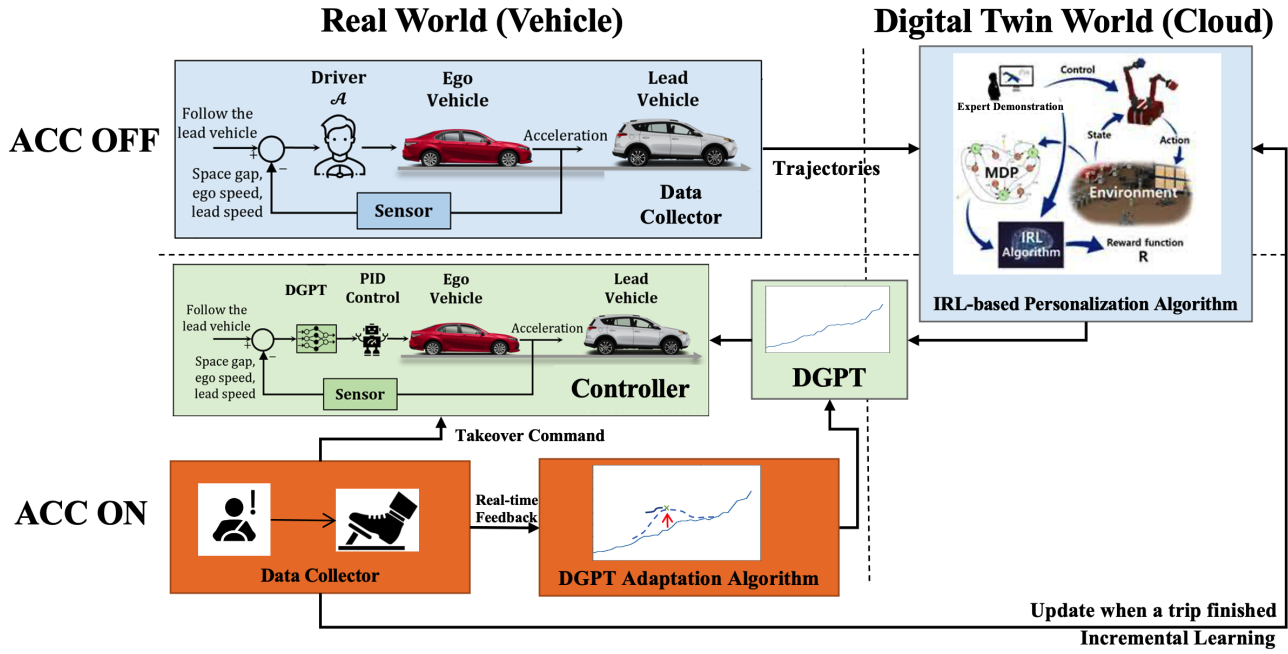 Real World (Vehicle)
Digital Twin World (Cloud)
ACC OFF
Driver
𝒜
Ego
Vehicle
Lead
Vehicle
Follow the
lead vehicle
+
−
Space gap,
ego speed,
lead speed
Acceleration
Sensor
Data
Collector
Trajectories
Control
Expert Demonstration
State
Action
MDP
Environment
IRL
Algorithm
Reward function
R
IRL-based Personalization Algorithm
DGPT
PID
Control
Ego
Vehicle
Lead
Vehicle
Follow the
lead vehicle
+
−
Space gap,
ego speed,
lead speed
Acceleration
Sensor
Controller
DGPT
Takeover Command
ACC ON
!
Data Collector
Real-time
Feedback
DGPT Adaptation Algorithm
Update when a trip finished
Incremental Learning